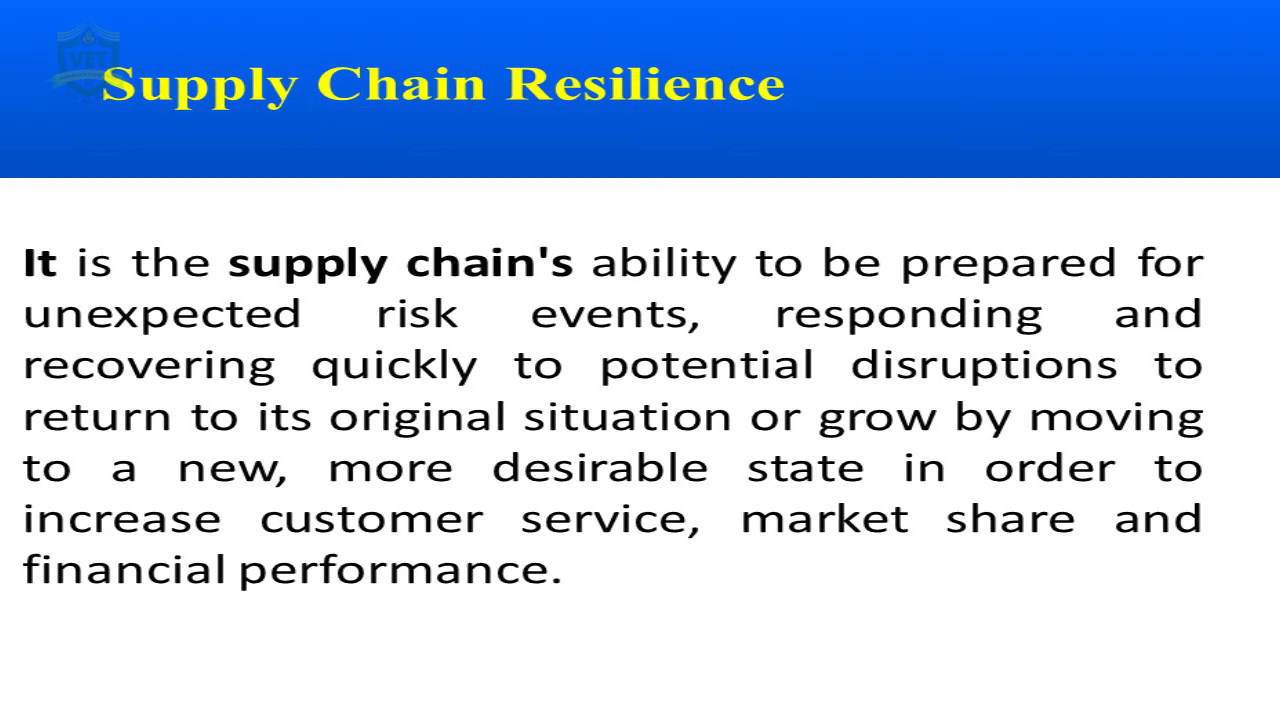 VET
Supply Chain Resilience
It is the supply chain's ability to be prepared for
unexpected risk events, responding and
recovering quickly to potential disruptions to
return to its original situation or grow by moving
to a new, more desirable state in order to
increase customer service, market share and
financial performance.